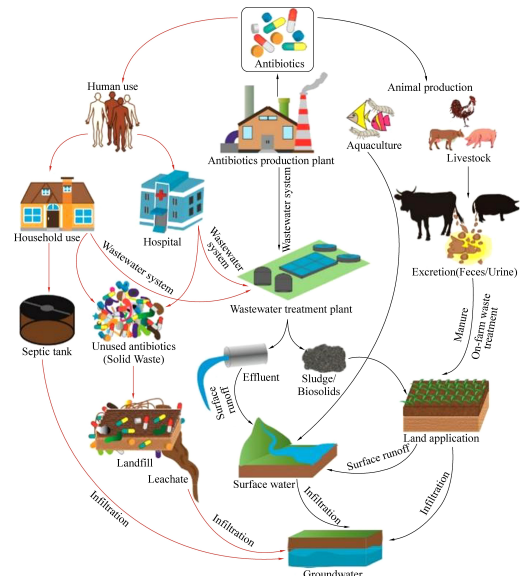 Antibiotics
Human use
Animal production
Antibiotics production plant
Aquaculture
Livestock
Wastewater system
Household use
Hospital
Wastewater system
Wastewater
system
Excretion(Feces/Urine)
Wastewater treatment plant
Manure
On-farm waste
treatment
Septic tank
Unused antibiotics
(Solid Waste)
Effluent
Sludge/
Biosolids
Surface
runoff
Land application
Landfill
Leachate
Surface water
Surface runoff
Infiltration
Infiltration
Infiltration
Infiltration
Groundwater